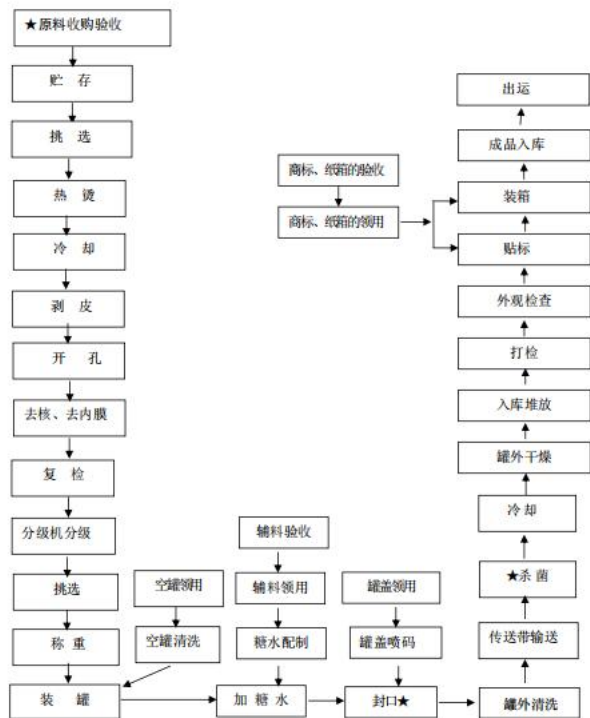 ★原料收购验收
贮 存
挑 选
热 烫
冷 却
剥 皮
开 孔
去核、去内膜
复 检
分级机分级
挑选
称 重
装 罐
空罐领用
空罐清洗
辅料验收
辅料领用
糖水配制
加 糖 水
罐盖领用
罐盖喷码
封口★
罐外清洗
传送带输送
★杀 菌
冷 却
罐外干燥
入库堆放
打检
外观检查
商标、纸箱的验收
商标、纸箱的领用
贴标
装箱
成品入库
出运